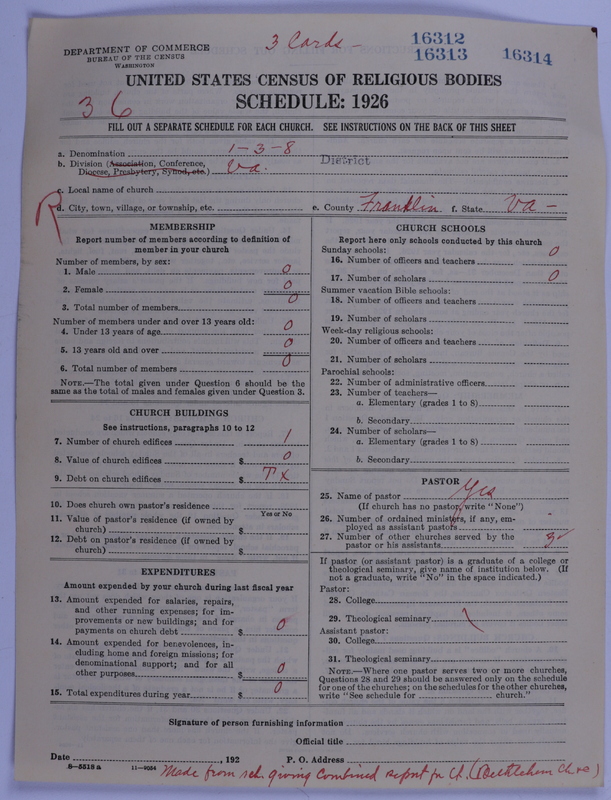 3 Cards -
16312
16313
16314
DEPARTMENT OF COMMERCE
BUREAU OF THE CENSUS
WASHINGTON
UNITED STATES CENSUS OF RELIGIOUS BODIES
36
SCHEDULE: 1926
FILL OUT A SEPARATE SCHEDULE FOR EACH CHURCH. SEE INSTRUCTIONS ON THE BACK OF THIS SHEET
a. Denomination 1-3-8
b. Division (Association, Conference, Diocese, Presbytery, Synod, etc.) Va. District
c. Local name of church
R
d. City, town, village, or township, etc. e. County Franklin f. State Va -
MEMBERSHIP
Report number of members according to definition of
member in your church
Number of members, by sex:
1. Male 0
2. Female 0
3. Total number of members 0
Number of members under and over 13 years old:
4. Under 13 years of age 0
5. 13 years old and over 0
6. Total number of members 0
NOTE.—The total given under Question 6 should be the
same as the total of males and females given under Question 3.
CHURCH BUILDINGS
See instructions, paragraphs 10 to 12
7. Number of church edifices 1
8. Value of church edifices $ 0
9. Debt on church edifices $ TX
10. Does church own pastor's residence
Yes or No
11. Value of pastor's residence (if owned by
church) $
12. Debt on pastor's residence (if owned by
church) $
EXPENDITURES
Amount expended by your church during last fiscal year
13. Amount expended for salaries, repairs,
and other running expenses; for im-
provements or new buildings; and for
payments on church debt $ 0
14. Amount expended for benevolences, in-
cluding home and foreign missions; for
denominational support; and for all
other purposes $ 0
15. Total expenditures during year $ 0
CHURCH SCHOOLS
Report here only schools conducted by this church
Sunday schools:
16. Number of officers and teachers 0
17. Number of scholars 0
Summer vacation Bible schools:
18. Number of officers and teachers
19. Number of scholars
Week-day religious schools:
20. Number of officers and teachers
21. Number of scholars
Parochial schools:
22. Number of administrative officers
23. Number of teachers—
a. Elementary (grades 1 to 8)
b. Secondary
24. Number of scholars—
a. Elementary (grades 1 to 8)
b. Secondary
PASTOR
25. Name of pastor Yes
(If church has no pastor, write "None")
26. Number of ordained ministers, if any, em-
ployed as assistant pastors -
27. Number of other churches served by the
pastor or his assistants
If pastor (or assistant pastor) is a graduate of a college or
theological seminary, give name of institution below. (If
not a graduate, write "No" in the space indicated.)
Pastor:
28. College
29. Theological seminary
Assistant pastor:
30. College
31. Theological seminary
NOTE.—Where one pastor serves two or more churches,
Questions 28 and 29 should be answered only on the schedule
for one of the churches; on the schedules for the other churches,
write "See schedule for church."
Signature of person furnishing information
Official title
Date , 192 P. O. Address
8-5518 a 11-9054
Made from sch. giving combined report for ch. (Bethlehem